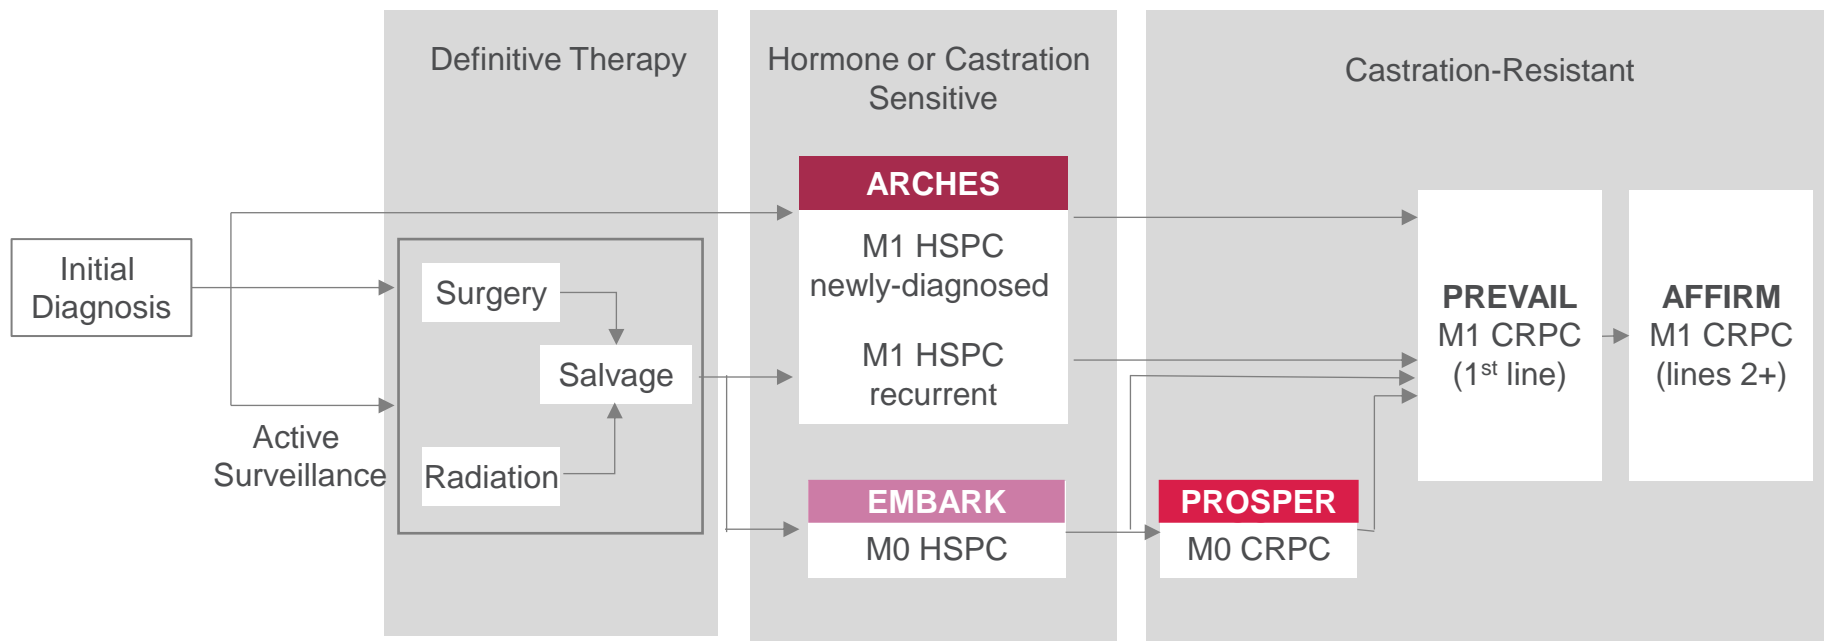 Definitive Therapy
Hormone or Castration
Sensitive
Castration-Resistant
Initial
Diagnosis
Active
Surveillance
Surgery
Salvage
Radiation
ARCHES
M1 HSPC
newly-diagnosed
M1 HSPC
recurrent
EMBARK
M0 HSPC
PROSPER
M0 CRPC
PREVAIL
M1 CRPC
(1st line)
AFFIRM
M1 CRPC
(lines 2+)